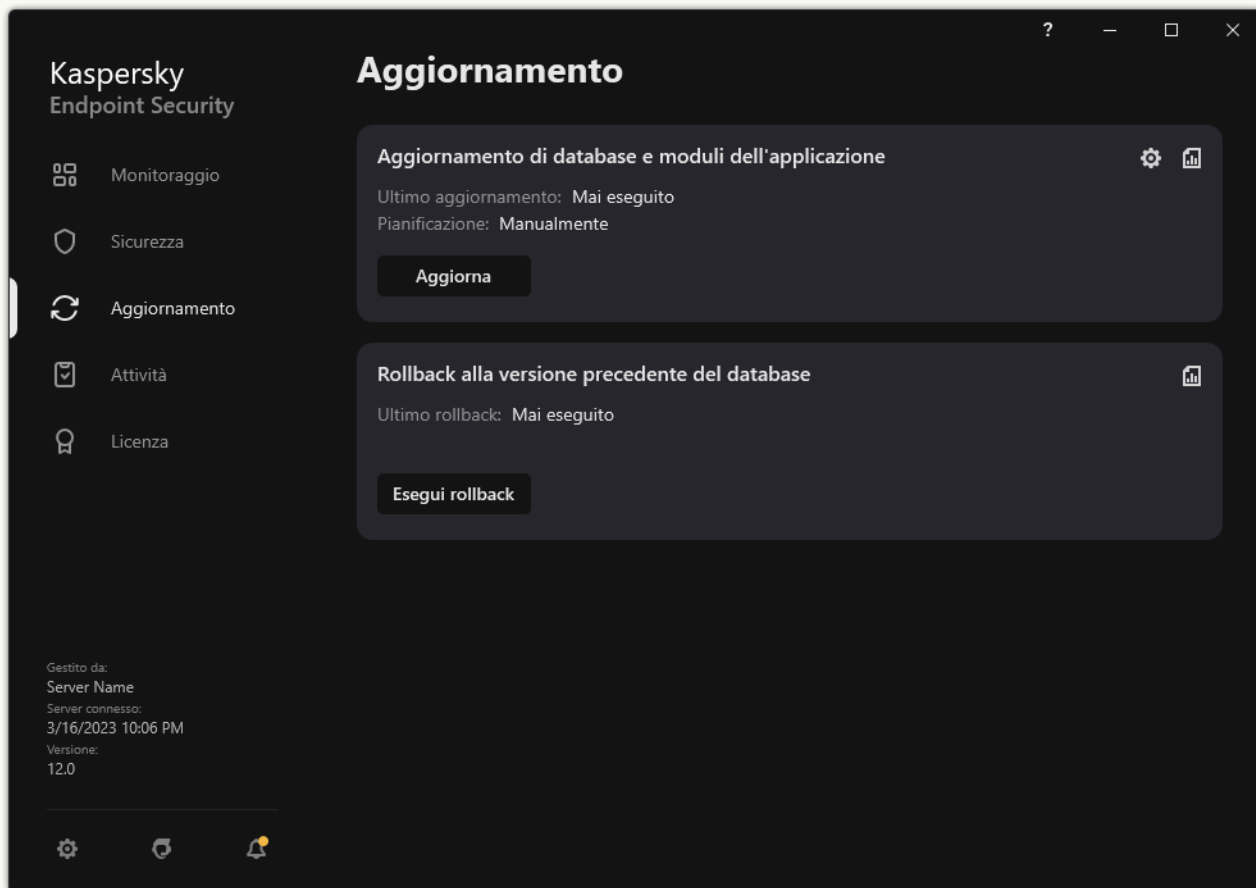 ?
Kaspersky
Endpoint Security
Monitoraggio
Sicurezza
Aggiornamento
Attività
Licenza
Gestito da:
Server Name
Server connesso:
3/16/2023 10:06 PM
Versione:
12.0
Aggiornamento
Aggiornamento di database e moduli dell'applicazione
Ultimo aggiornamento: Mai eseguito
Pianificazione: Manualmente
Aggiorna
Rollback alla versione precedente del database
Ultimo rollback: Mai eseguito
Esegui rollback